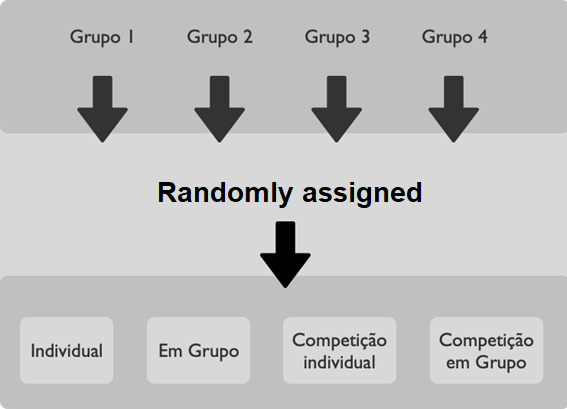 Grupo 1 Grupo 2 Grupo 3 Grupo 4
Randomly assigned
Individual
Em Grupo
Competição
individual
Competição
em Grupo